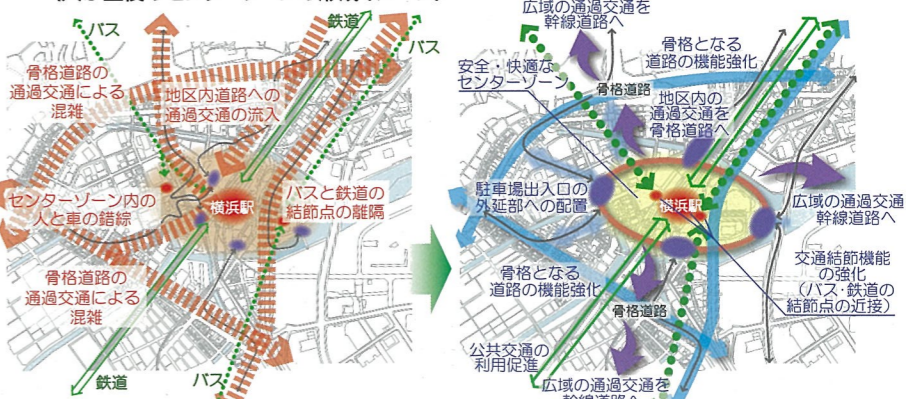 バス
鉄道
バス
骨格道路の
通過交通による
混雑
地区内道路への
通過交通の流入
センターゾーン内の
人と車の錯綜
横浜駅
バスと鉄道の
結節点の離隔
骨格道路の
通過交通による
混雑
鉄道
バス
広域の通過交通を
幹線道路へ
安全・快適な
センターゾーン
骨格となる
道路の機能強化
骨格道路
地区内の
通過交通を
骨格道路へ
駐車場出入口の
外延部への配置
横浜駅
広域の通過交通
幹線道路へ
骨格となる
道路の機能強化
骨格道路
交通結節機能
の強化
(バス・鉄道の
結節点の近接)
公共交通の
利用促進
広域の通過交通を
幹線道路へ